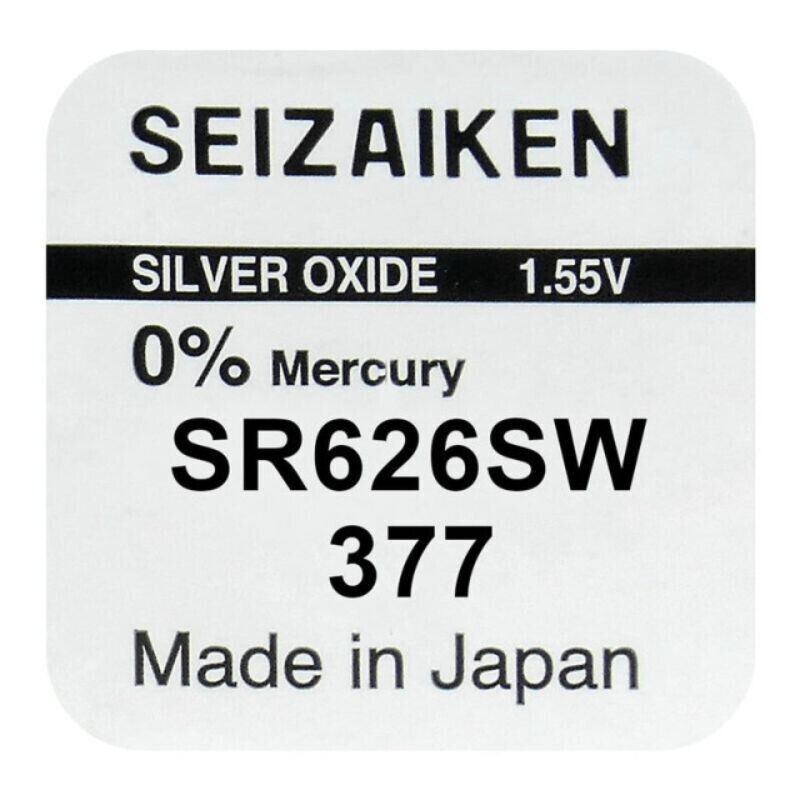 SEIZAIKEN
SILVER OXIDE 1.55V
0% Mercury
SR626SW
377
Made in Japan